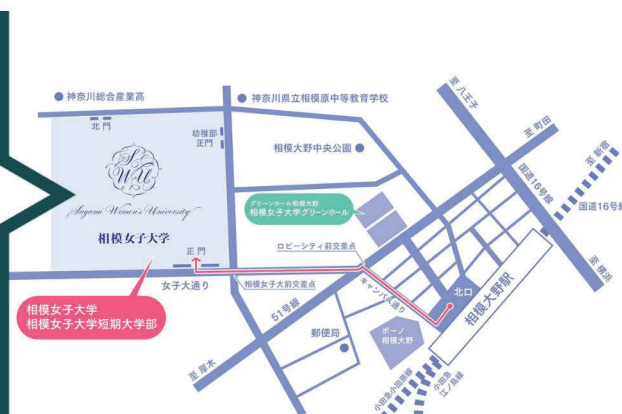 神奈川総合産業高
神奈川県立相模原中等教育学校
北門
幼稚部
正門
相模大野中央公園
至 八王子
至 町田
至 新宿
国道16号線
国道16号線
至 横浜
SWU
Sagami Women's University
相模女子大学
グリーンホール相模大野
相模女子大学グリーンホール
正門
ロビーシティ前交差点
女子大通り
相模女子大前交差点
キャンパス通り
北口
相模大野駅
相模女子大学
相模女子大学短期大学部
51号線
郵便局
ボーノ
相模大野
至 厚木
小田急小田原線
小田急
江ノ島線